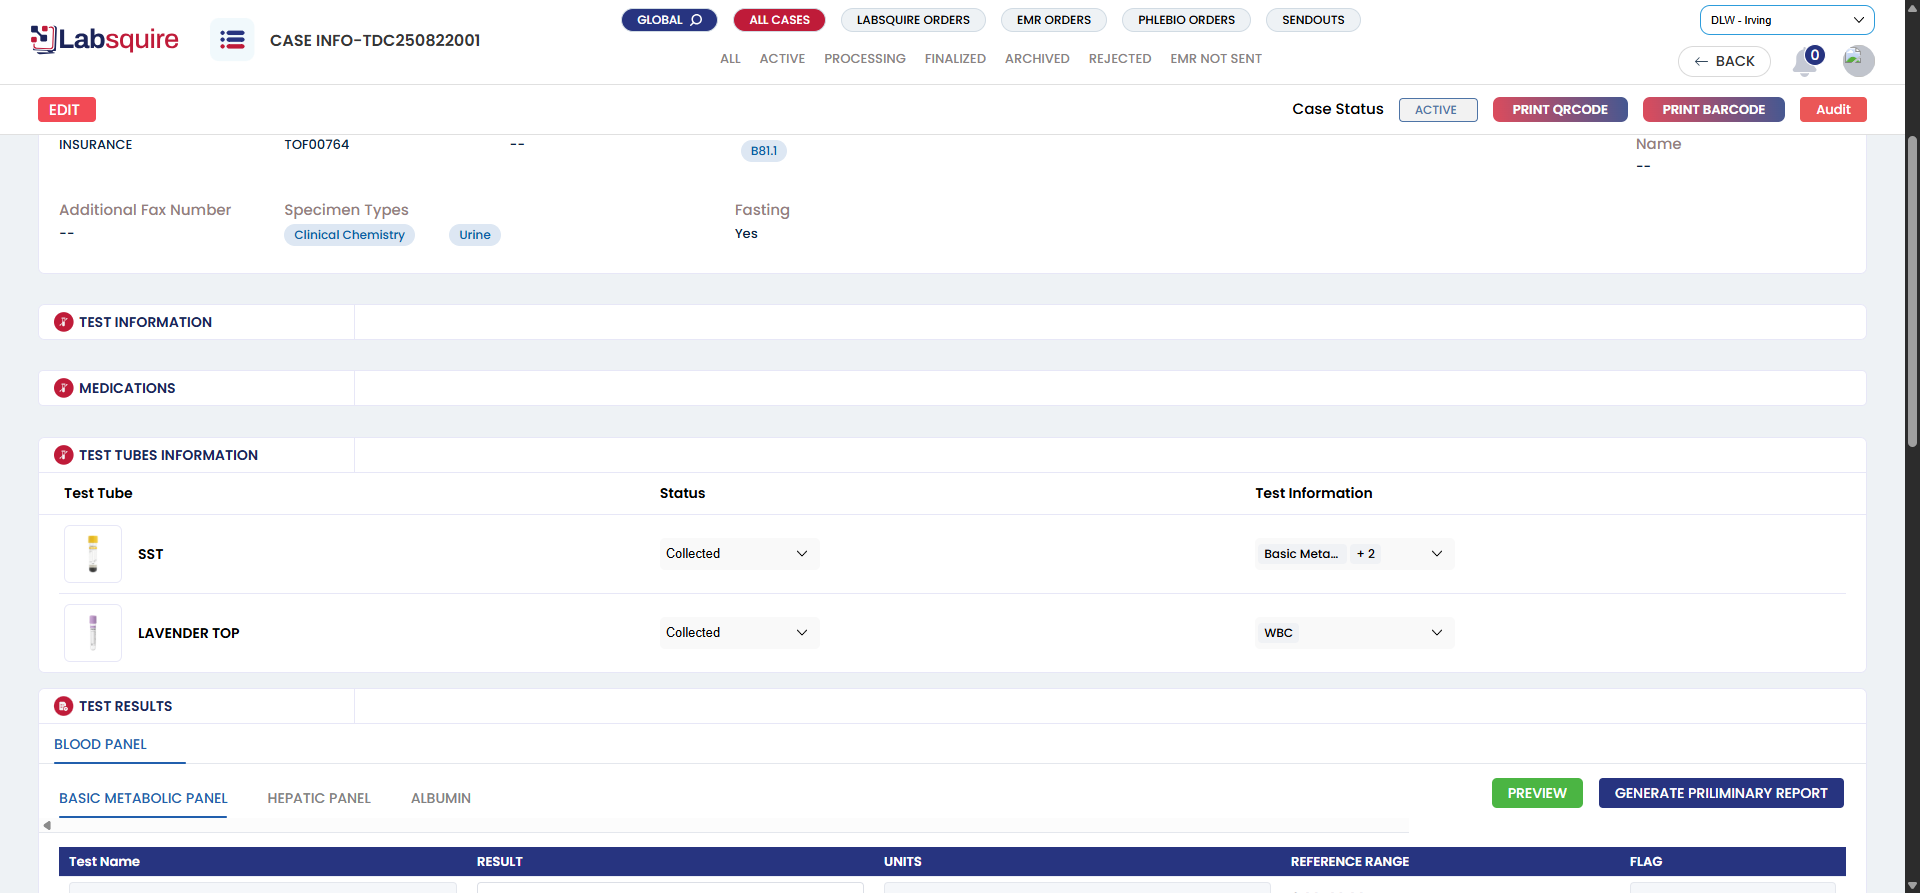 Labsquire
CASE INFO-TDC250822001
GLOBAL
ALL CASES
LABSQUIRE ORDERS
EMR ORDERS
PHLEBIO ORDERS
SENDOUTS
DLW - Irving
ALL
ACTIVE
PROCESSING
FINALIZED
ARCHIVED
REJECTED
EMR NOT SENT
BACK
0
EDIT
Case Status
ACTIVE
PRINT QRCODE
PRINT BARCODE
Audit
INSURANCE
TOF00764
--
B81.1
Name
--
Additional Fax Number
--
Specimen Types
Clinical Chemistry
Urine
Fasting
Yes
TEST INFORMATION
MEDICATIONS
TEST TUBES INFORMATION
Test Tube
Status
Test Information
SST
Collected
Basic Meta...
+ 2
LAVENDER TOP
Collected
WBC
TEST RESULTS
BLOOD PANEL
BASIC METABOLIC PANEL
HEPATIC PANEL
ALBUMIN
PREVIEW
GENERATE PRILIMINARY REPORT
Test Name
RESULT
UNITS
REFERENCE RANGE
FLAG